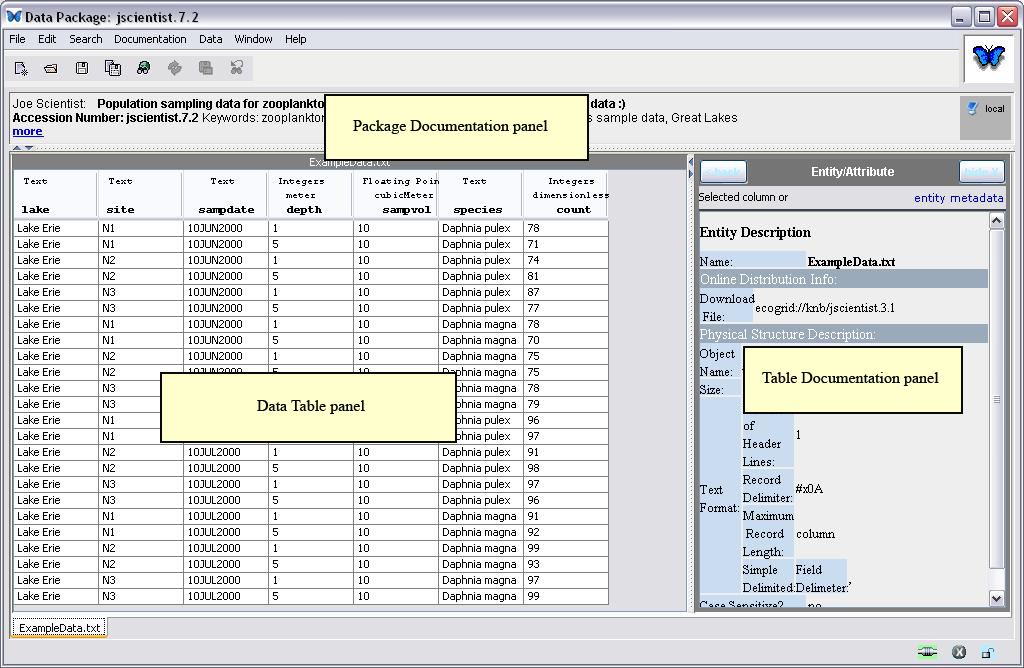 Data Package: jscientist.7.2
File Edit Search Documentation Data Window Help
Joe Scientist: Population sampling data for data :)
Accession Number: jscientist.7.2 Keywords: sample data, Great Lakes
more
local
Package Documentation panel
ExampleData.txt
Text Text Text Integers Floating Text Integers
meter cubicMeter dimensionless
lake site sampdate depth sampvol species count
Lake Erie N1 10JUN2000 1 10 Daphnia pulex 78
Lake Erie N1 10JUN2000 5 10 Daphnia pulex 71
Lake Erie N2 10JUN2000 1 10 Daphnia pulex 74
Lake Erie N2 10JUN2000 5 10 Daphnia pulex 81
Lake Erie N3 10JUN2000 1 10 Daphnia pulex 87
Lake Erie N3 10JUN2000 5 10 Daphnia pulex 77
Lake Erie N1 10JUN2000 1 10 Daphnia magna 78
Lake Erie N1 10JUN2000 5 10 Daphnia magna 70
Lake Erie N2 10JUN2000 1 10 Daphnia magna 75
Lake Erie N2 10JUN2000 5 10 Daphnia magna 75
Lake Erie N3 magna 78
Lake Erie N3 magna 79
Lake Erie N1 pulex 96
Lake Erie N1 pulex 97
Lake Erie N2 10JUL2000 1 10 Daphnia pulex 91
Lake Erie N2 10JUL2000 5 10 Daphnia pulex 98
Lake Erie N3 10JUL2000 1 10 Daphnia pulex 97
Lake Erie N3 10JUL2000 5 10 Daphnia pulex 96
Lake Erie N1 10JUL2000 1 10 Daphnia magna 91
Lake Erie N1 10JUL2000 5 10 Daphnia magna 92
Lake Erie N2 10JUL2000 1 10 Daphnia magna 99
Lake Erie N2 10JUL2000 5 10 Daphnia magna 93
Lake Erie N3 10JUL2000 1 10 Daphnia magna 97
Lake Erie N3 10JUL2000 5 10 Daphnia magna 99
Data Table panel
ExampleData.txt
Entity/Attribute
Selected column or entity metadata
Entity Description
Name: ExampleData.txt
Online Distribution Info:
Download File: ecogrid://knb/jscientist.3.1
Physical Structure Description:
Object
Name:
Size:
Table Documentation panel
Text
Format:
of
Header
Lines: 1
Record
Delimiter: #x0A
Maximum
Record
Length: column
Simple Field
Delimited: Delimeter: '
Case Sensitive? no